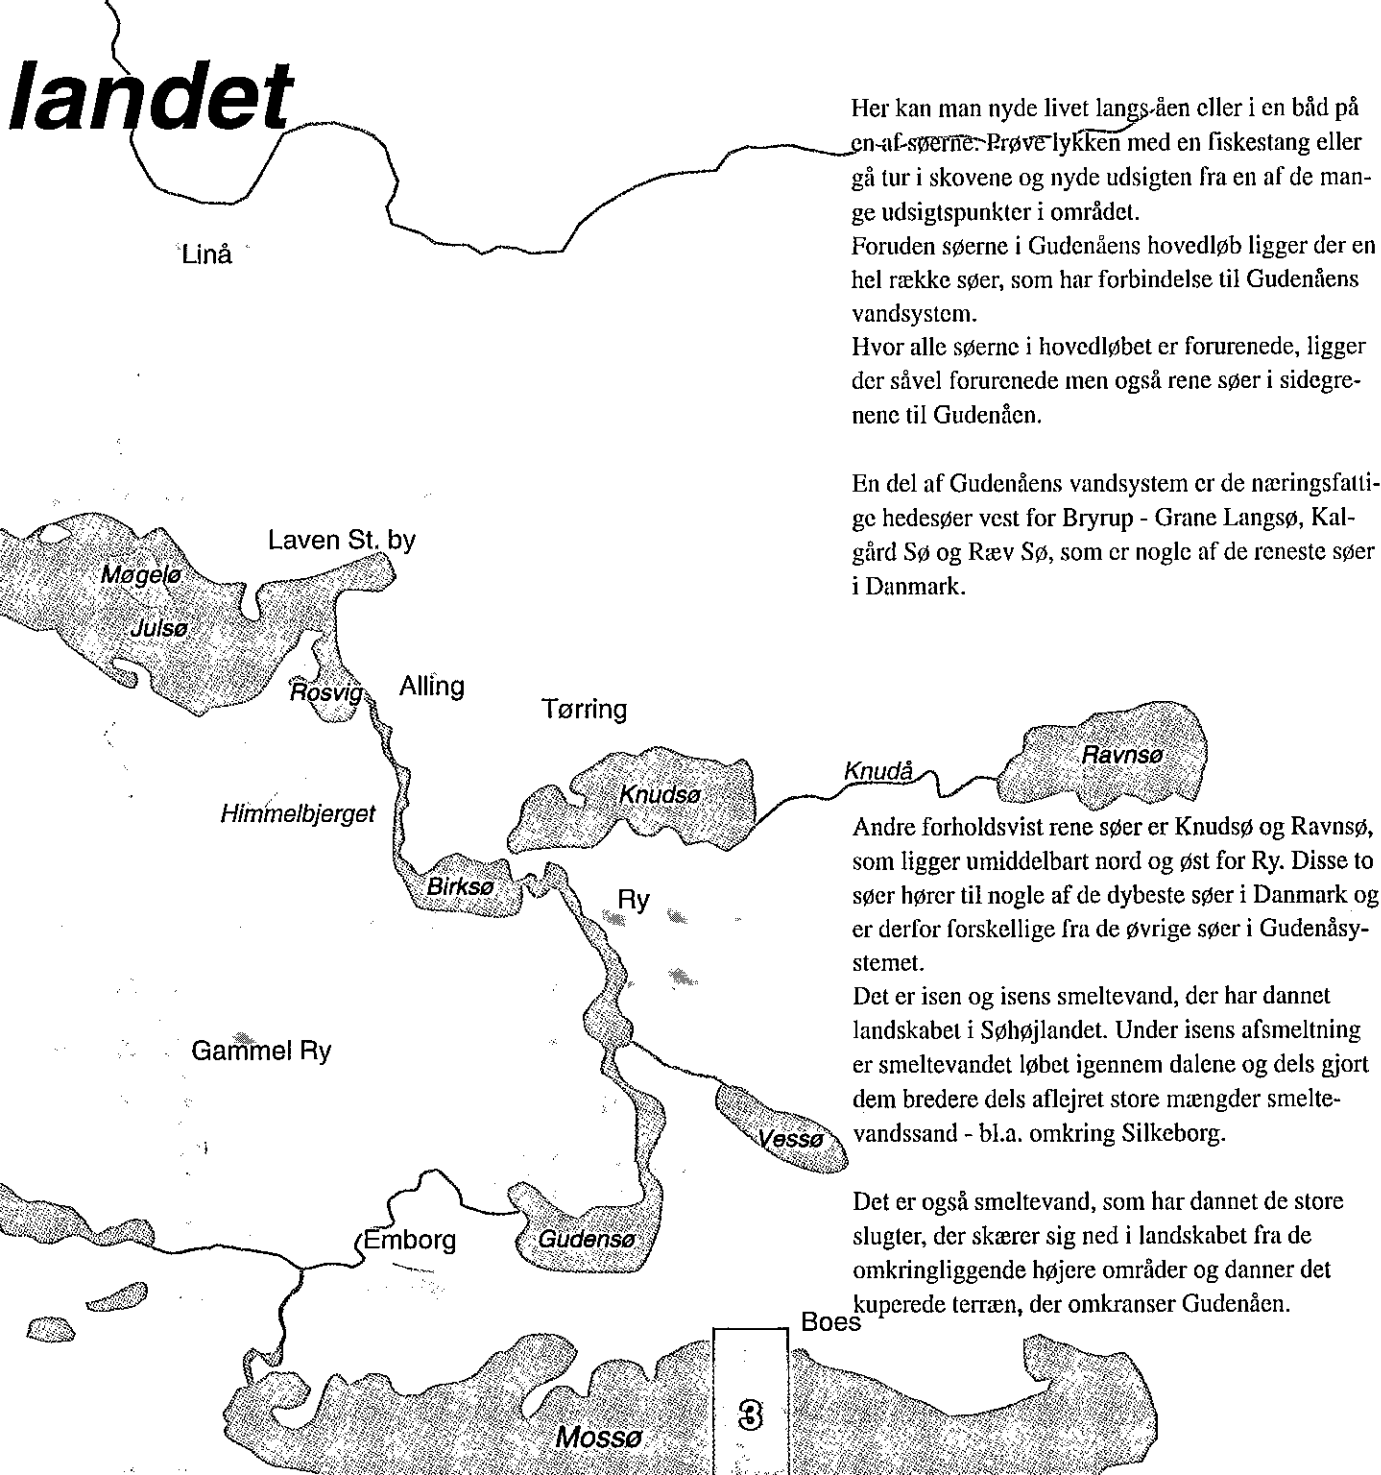 landet
Her kan man nyde livet langs åen eller i en båd på
en af søerne. Prøve lykken med en fiskestang eller
gå tur i skovene og nyde udsigten fra en af de man-
ge udsigtspunkter i området.
Foruden søerne i Gudenåens hovedløb ligger der en
hel række søer, som har forbindelse til Gudenåens
vandsystem.
Hvor alle søerne i hovedløbet er forurenede, ligger
der såvel forurenede men også rene søer i sidegre-
nene til Gudenåen.
En del af Gudenåens vandsystem er de næringsfatti-
ge hedesøer vest for Bryrup - Grane Langsø, Kal-
gård Sø og Ræv Sø, som er nogle af de reneste søer
i Danmark.
Linå
Laven St. by
Møgelø
Julsø
Rosvig
Alling
Tørring
Ravnsø
Knudå
Knudsø
Himmelbjerget
Birksø
Ry
Gammel Ry
Vessø
Emborg
Gudensø
Boes
Mossø
3
Andre forholdsvist rene søer er Knudsø og Ravnsø,
som ligger umiddelbart nord og øst for Ry. Disse to
søer hører til nogle af de dybeste søer i Danmark og
er derfor forskellige fra de øvrige søer i Gudenåsy-
stemet.
Det er isen og isens smeltevand, der har dannet
landskabet i Søhøjlandet. Under isens afsmeltning
er smeltevandet løbet igennem dalene og dels gjort
dem bredere dels aflejret store mængder smelte-
vandssand - bl.a. omkring Silkeborg.
Det er også smeltevand, som har dannet de store
slugter, der skærer sig ned i landskabet fra de
omkringliggende højere områder og danner det
kuperede terræn, der omkranser Gudenåen.